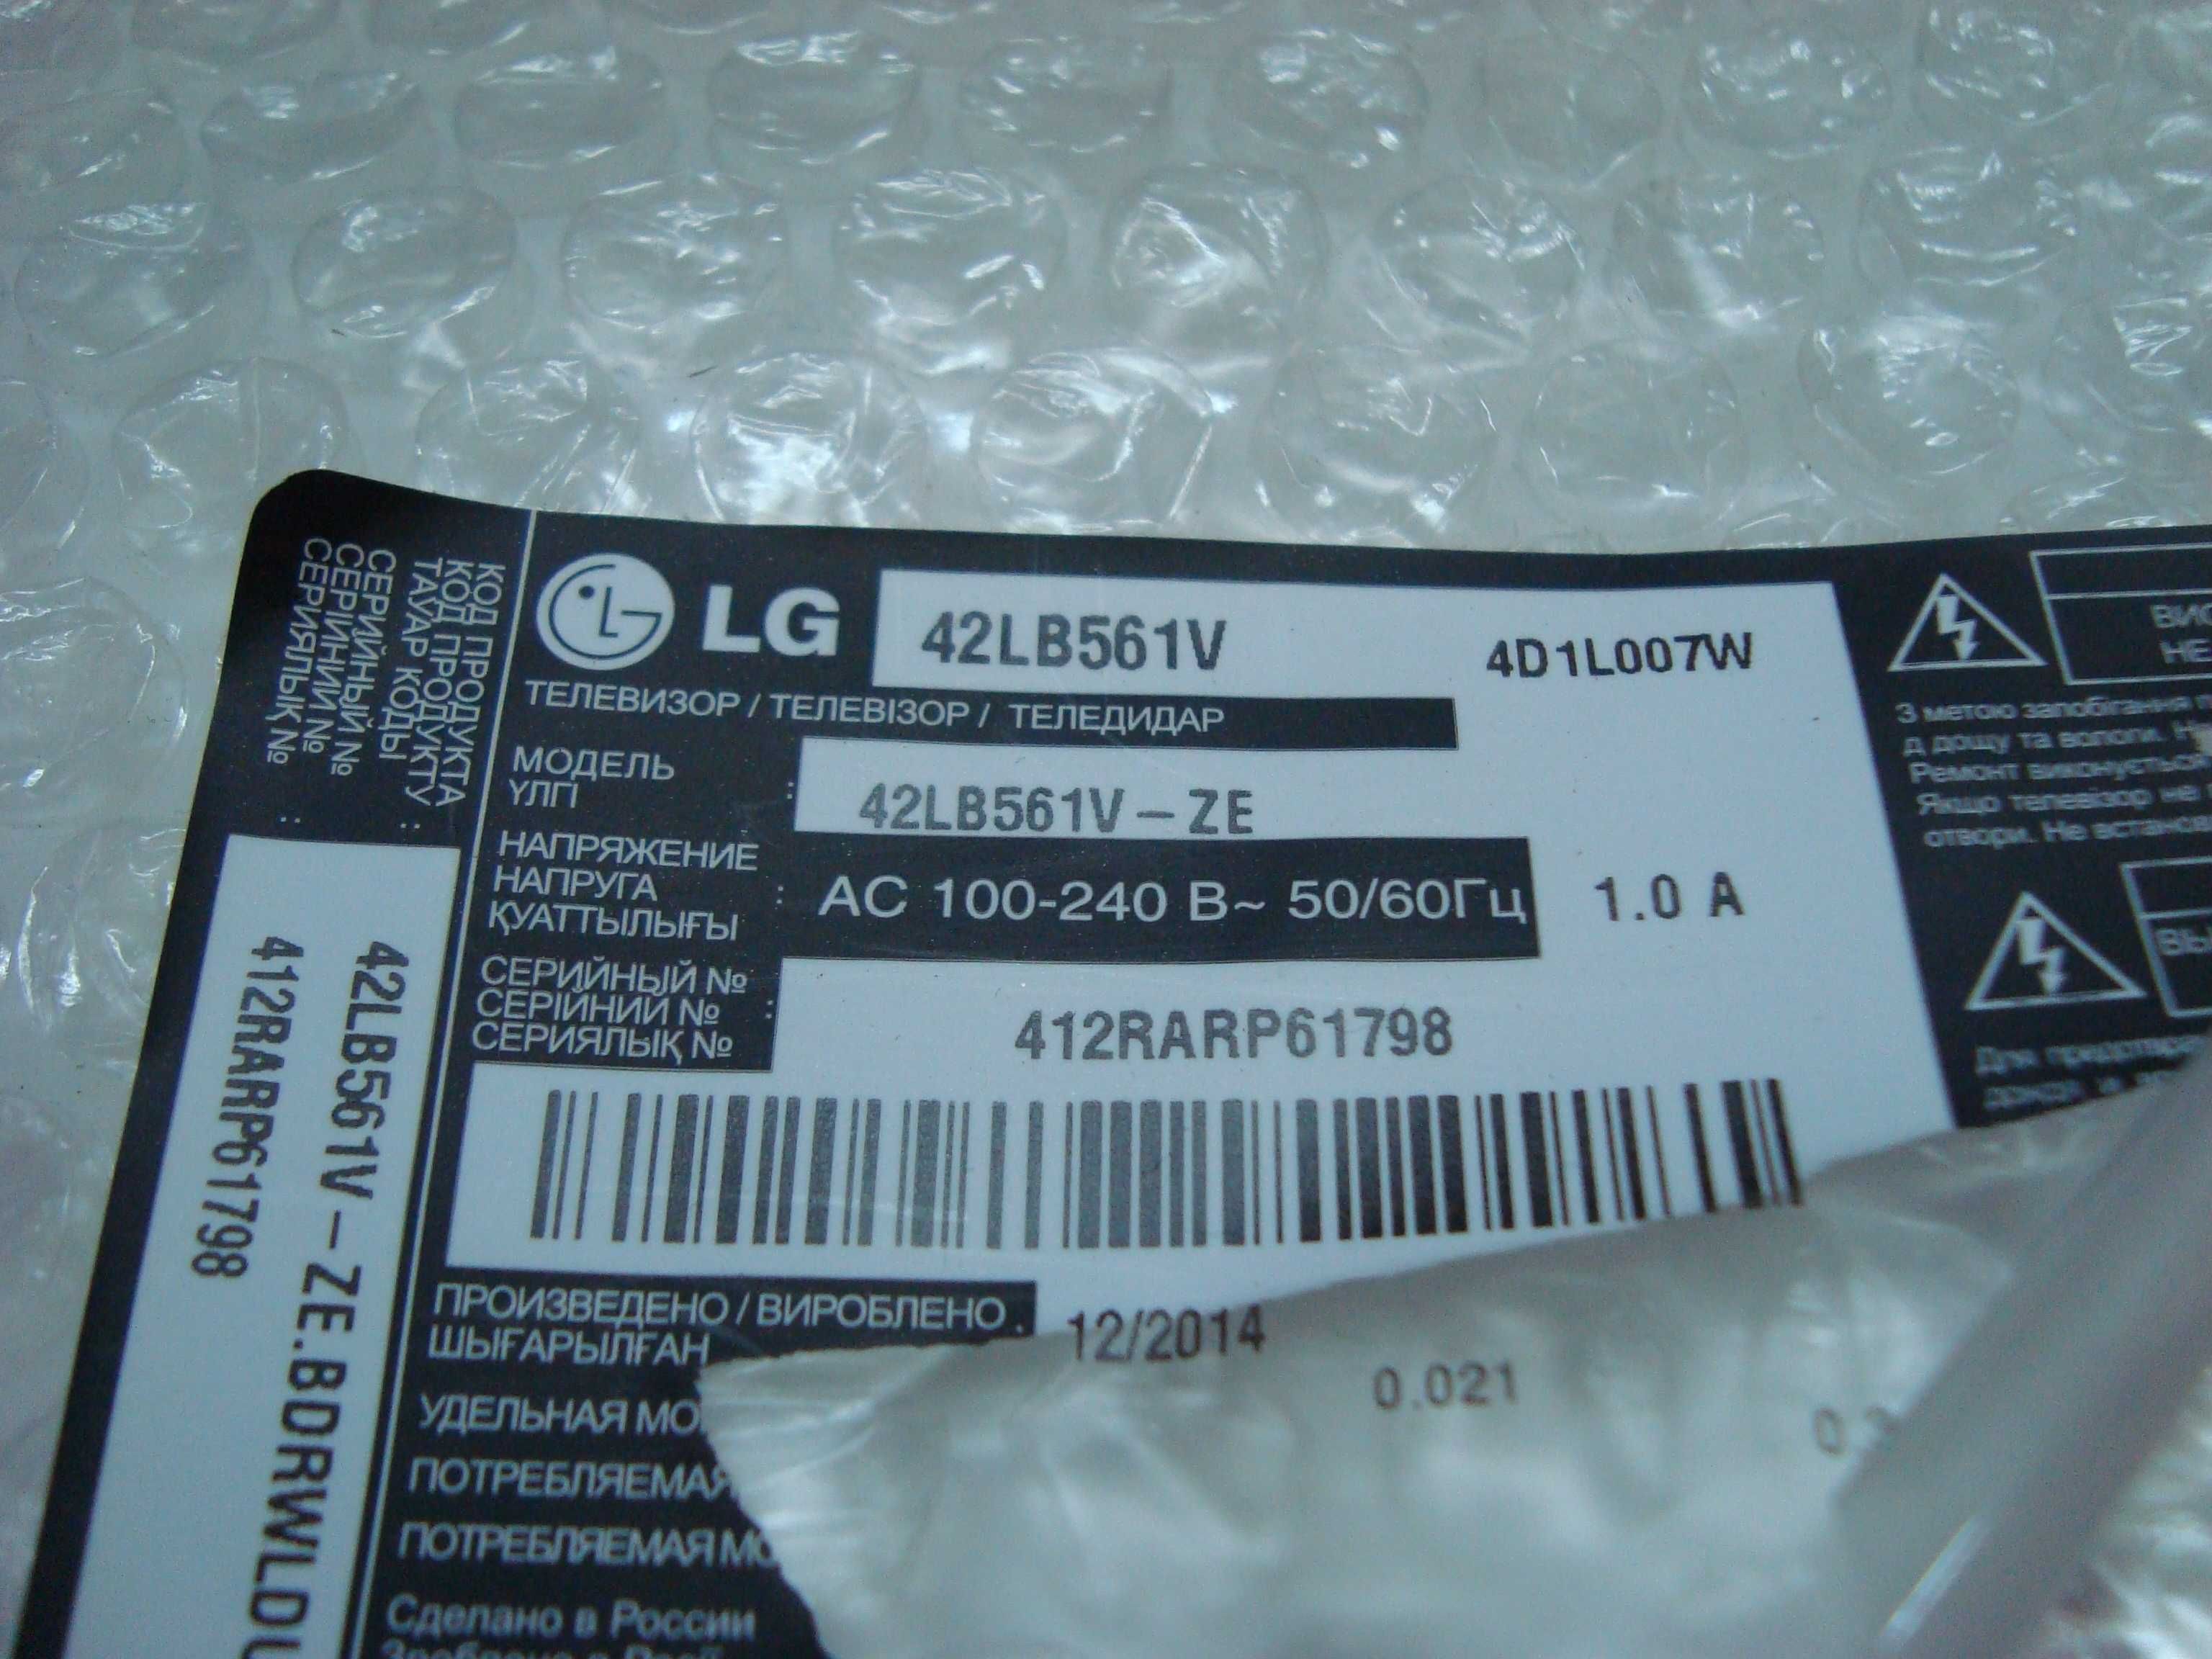 КОД ПРОДУКТА
КОД ПРОДУКТУ
ТАУАР КОДЫ
СЕРИЙНЫЙ №
СЕРІЙНИЙ №
СЕРИЯЛЫҚ №
42LB561V-ZE.BDRWLDU
412RARP61798
LG 42LB561V 4D1L007W
ТЕЛЕВИЗОР / ТЕЛЕВІЗОР / ТЕЛЕДИДАР
МОДЕЛЬ
ҮЛГІ
: 42LB561V-ZE
НАПРЯЖЕНИЕ
НАПРУГА
ҚУАТТЫЛЫҒЫ
: AC 100-240 В~ 50/60Гц 1.0 A
СЕРИЙНЫЙ №
СЕРІЙНИЙ №
СЕРИЯЛЫҚ №
: 412RARP61798
ПРОИЗВЕДЕНО / ВИРОБЛЕНО
ШЫҒАРЫЛҒАН
12/2014
0.021
УДЕЛЬНАЯ МО
ПОТРЕБЛЯЕМАЯ
ПОТРЕБЛЯЕМАЯ МО
Сделано в России
НЕ
З метою запобігання
д дощу та вологи.
Ремонт виконується
Якщо телевізор не
отвори. Не встанов